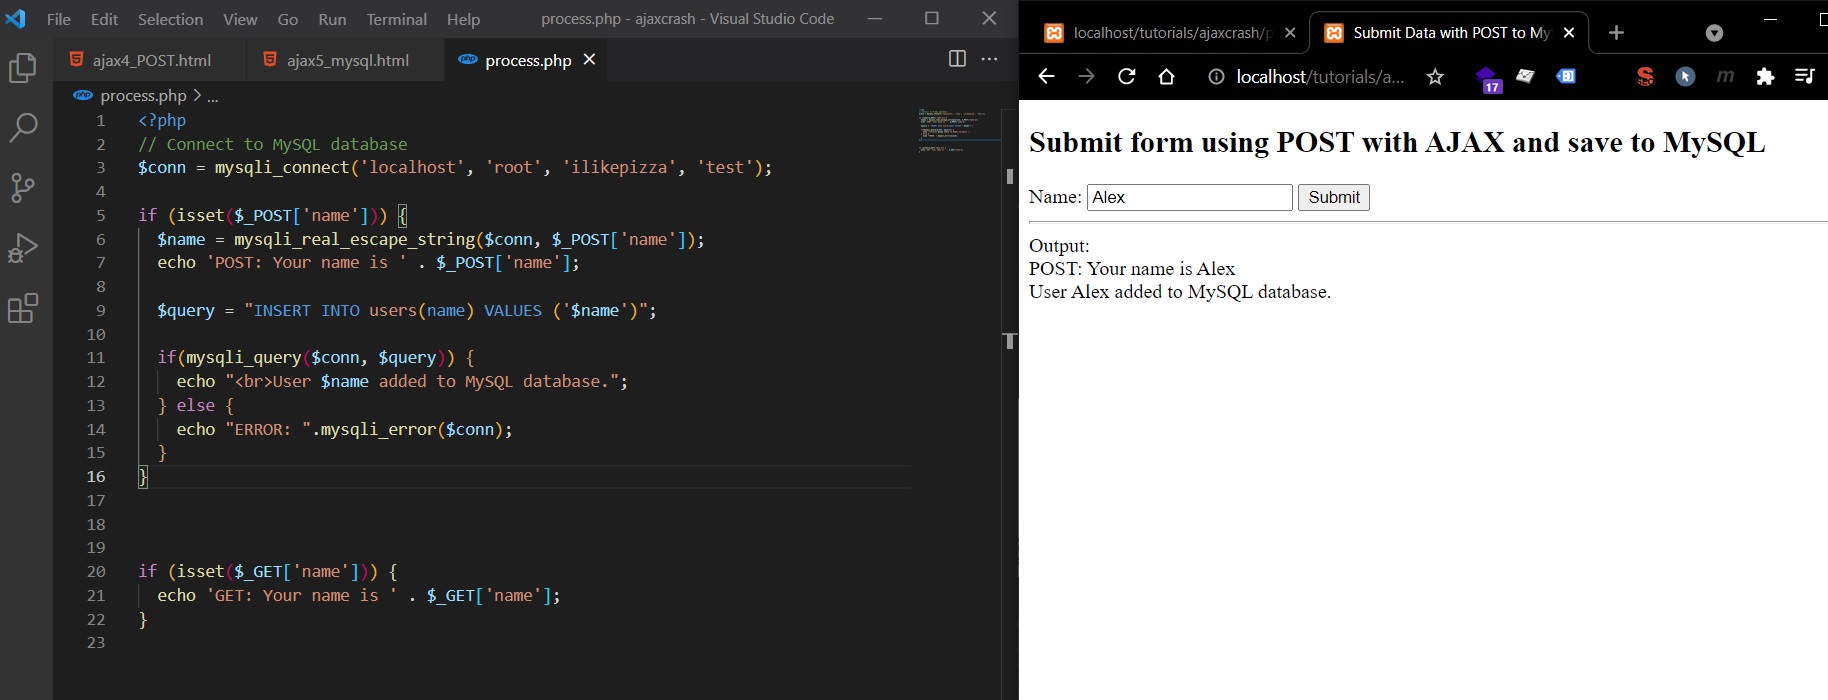 File Edit Selection View Go Run Terminal Help process.php - ajaxcrash - Visual Studio Code
ajax4_POST.html ajax5_mysql.html process.php
process.php > ...
1 <?php
2 // Connect to MySQL database
3 $conn = mysqli_connect('localhost', 'root', 'ilikepizza', 'test');
4
5 if (isset($_POST['name'])) {
6 $name = mysqli_real_escape_string($conn, $_POST['name']);
7 echo 'POST: Your name is ' . $_POST['name'];
8
9 $query = "INSERT INTO users(name) VALUES ('$name')";
10
11 if(mysqli_query($conn, $query)) {
12 echo "<br>User $name added to MySQL database.";
13 } else {
14 echo "ERROR: ".mysqli_error($conn);
15 }
16 }
17
18
19
20 if (isset($_GET['name'])) {
21 echo 'GET: Your name is ' . $_GET['name'];
22 }
23
localhost/tutorials/ajaxcrash/p Submit Data with POST to My
localhost/tutorials/a... 17 SEO m
Submit form using POST with AJAX and save to MySQL
Name: Alex Submit
Output:
POST: Your name is Alex
User Alex added to MySQL database.